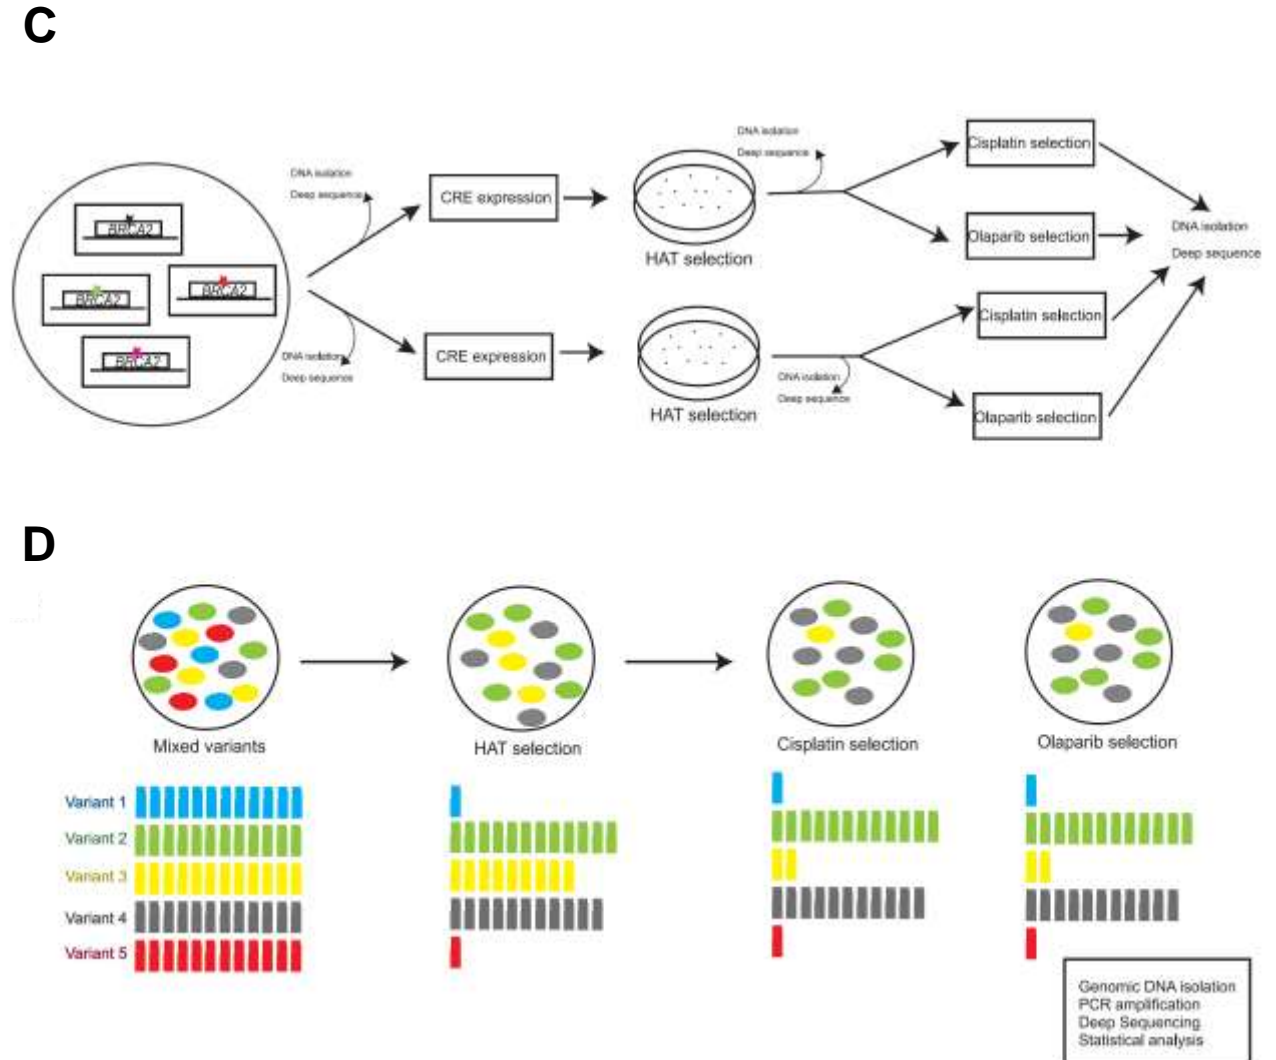 C
DNA isolation
Deep sequence
BRCA2
BRCA2
BRCA2
BRCA2
DNA isolation
Deep sequence
CRE expression
CRE expression
DNA isolation
Deep sequence
HAT selection
HAT selection
DNA isolation
Deep sequence
Cisplatin selection
Olaparib selection
Cisplatin selection
Olaparib selection
DNA isolation
Deep sequence
D
Mixed variants
HAT selection
Cisplatin selection
Olaparib selection
Variant 1
Variant 2
Variant 3
Variant 4
Variant 5
Genomic DNA isolation
PCR amplification
Deep Sequencing
Statistical analysis